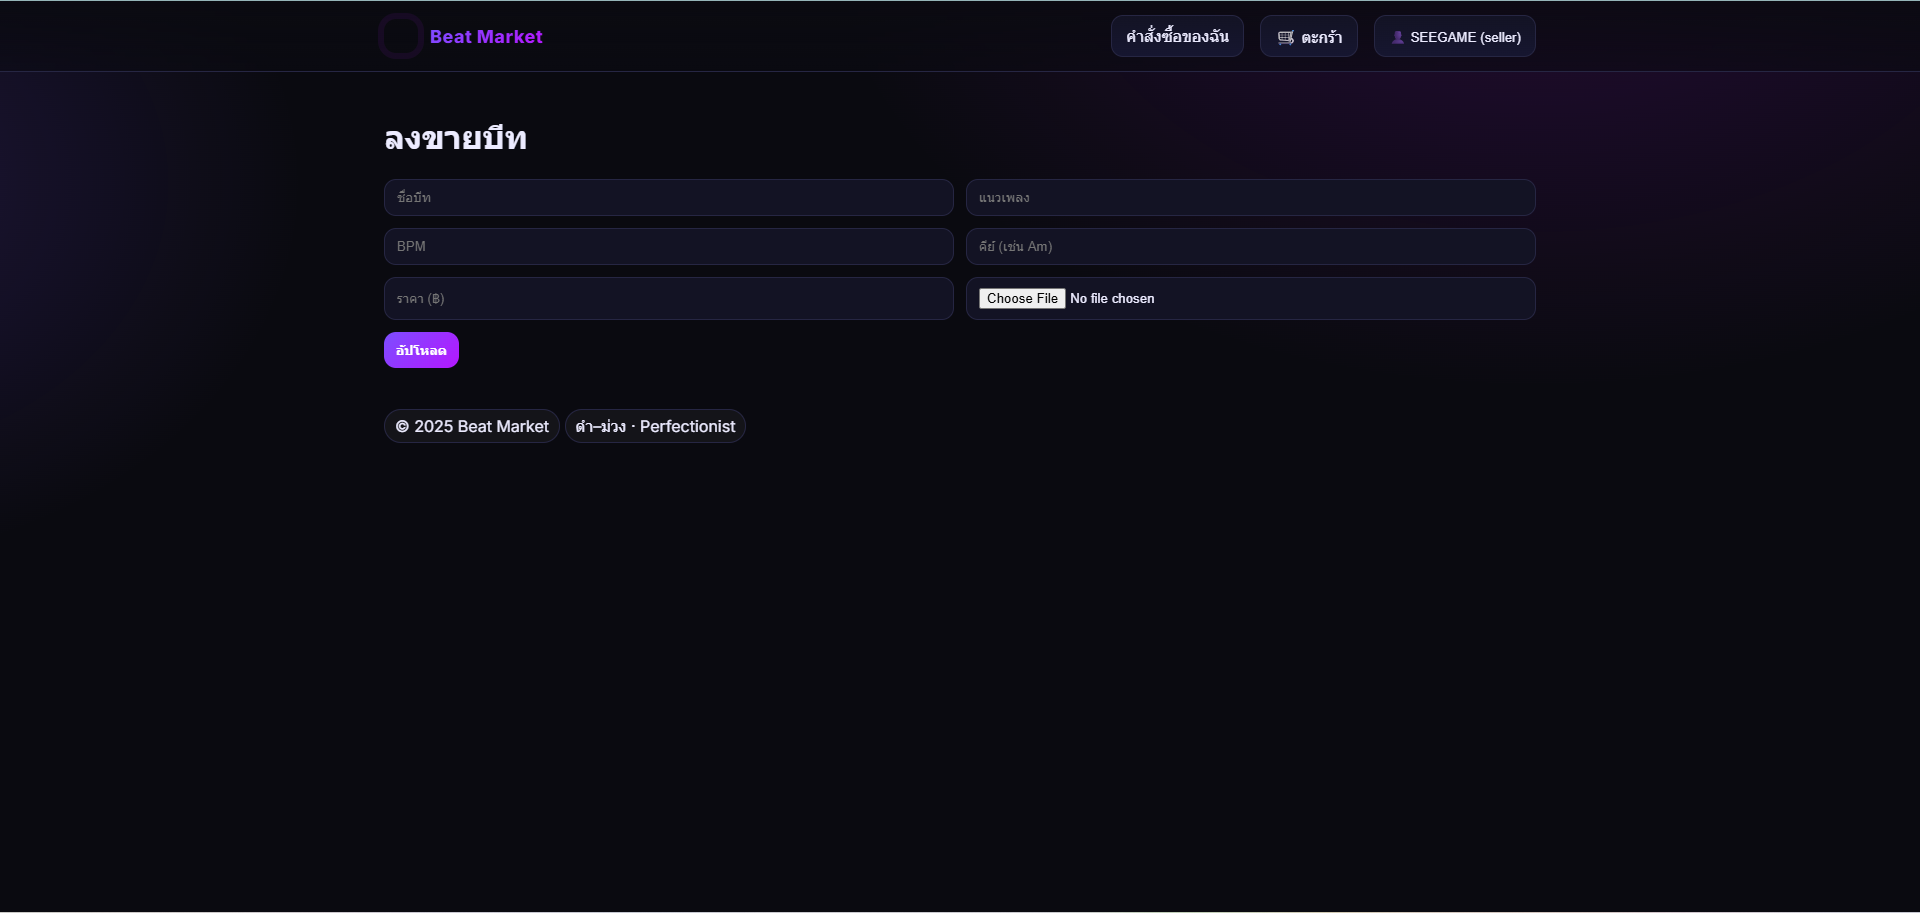 Beat Market
คำสั่งซื้อของฉัน
🛒 ตะกร้า
👤 SEEGAME (seller)
ลงขายบีท
ชื่อบีท
แนวเพลง
BPM
คีย์ (เช่น Am)
ราคา (฿)
Choose File No file chosen
อัปโหลด
© 2025 Beat Market
ดำ–ม่วง · Perfectionist